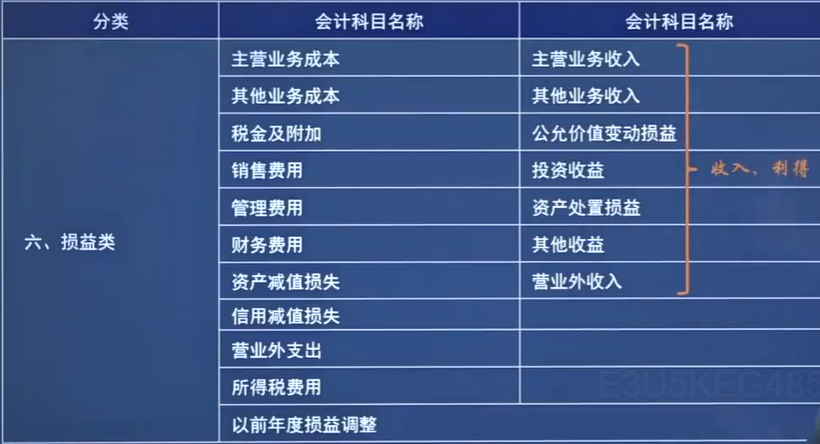 分类 会计科目名称 会计科目名称
主营业务成本 主营业务收入
其他业务成本 其他业务收入
税金及附加 公允价值变动损益
销售费用 投资收益 收入、利得
管理费用 资产处置损益
六、损益类 财务费用 其他收益
资产减值损失 营业外收入
信用减值损失
营业外支出
所得税费用 E3U5KEG485
以前年度损益调整